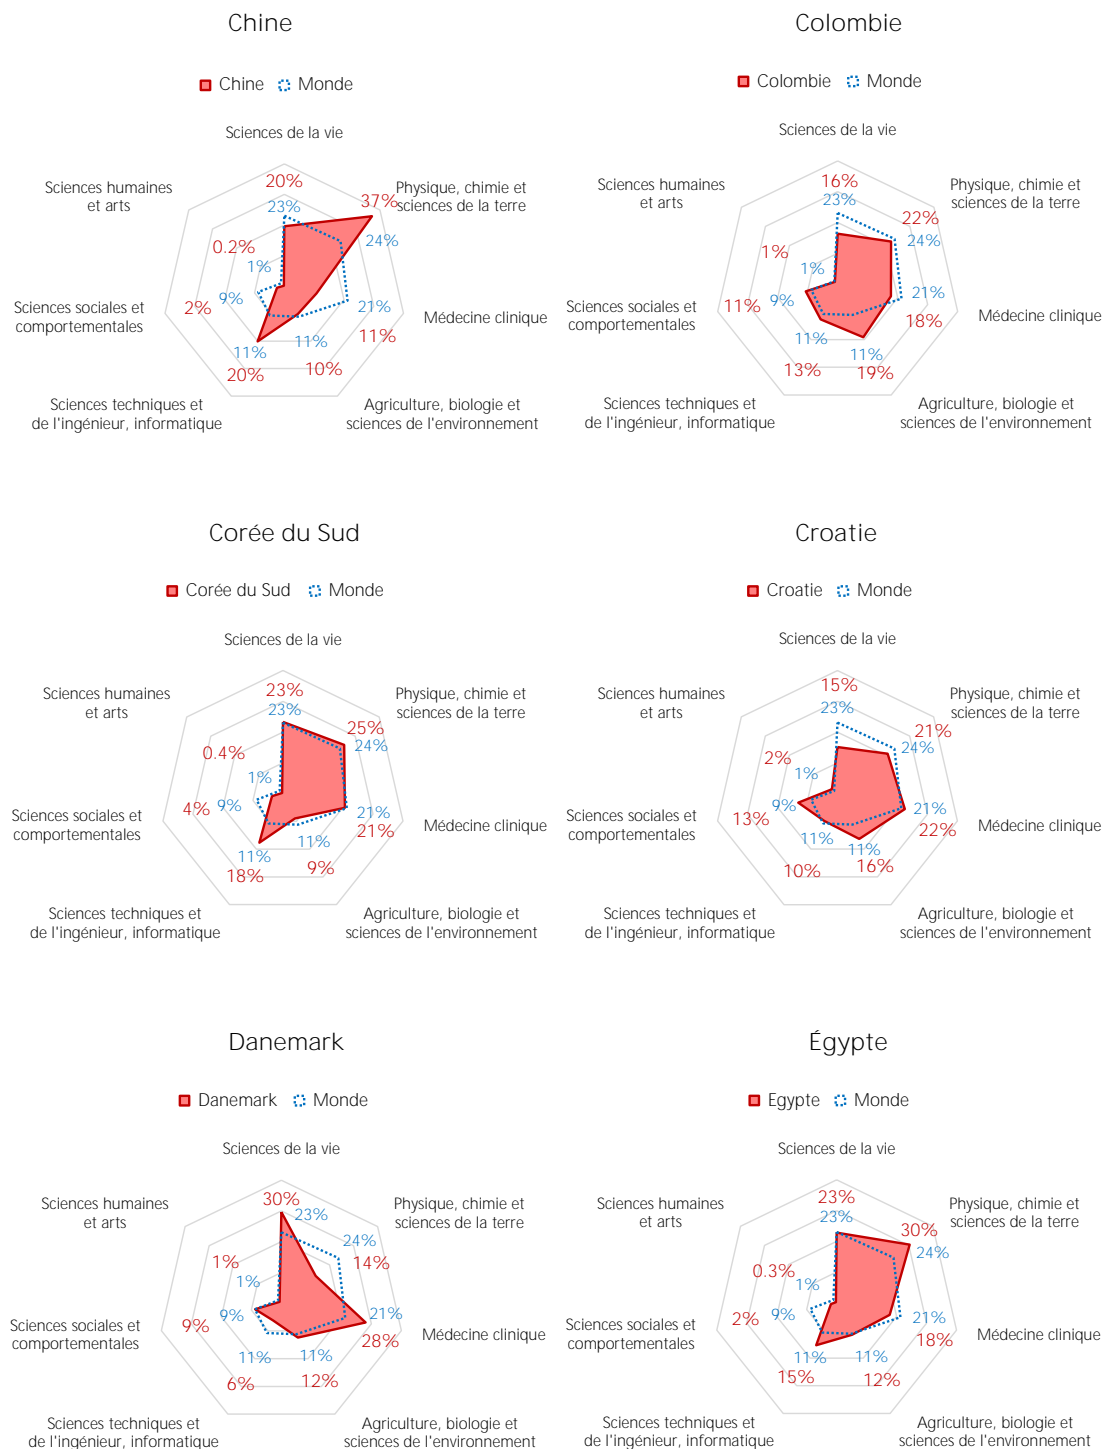 Chine
Chine Monde
Sciences de la vie
Sciences humaines
et arts
Physique, chimie et
sciences de la terre
20%
37%
23%
0.2%
24%
1%
Sciences sociales et
comportementales
9%
2%
21%
11%
Médecine clinique
11%
11%
20%
10%
Sciences techniques et
de l'ingénieur, informatique
Agriculture, biologie et
sciences de l'environnement
Colombie
Colombie Monde
Sciences de la vie
Sciences humaines
et arts
Physique, chimie et
sciences de la terre
16%
22%
23%
1%
24%
1%
Sciences sociales et
comportementales
9%
11%
21%
18%
Médecine clinique
11%
11%
13%
19%
Sciences techniques et
de l'ingénieur, informatique
Agriculture, biologie et
sciences de l'environnement
Corée du Sud
Corée du Sud Monde
Sciences de la vie
Sciences humaines
et arts
Physique, chimie et
sciences de la terre
23%
25%
23%
0.4%
24%
1%
Sciences sociales et
comportementales
9%
4%
21%
21%
Médecine clinique
11%
11%
18%
9%
Sciences techniques et
de l'ingénieur, informatique
Agriculture, biologie et
sciences de l'environnement
Croatie
Croatie Monde
Sciences de la vie
Sciences humaines
et arts
Physique, chimie et
sciences de la terre
15%
21%
23%
2%
24%
1%
Sciences sociales et
comportementales
9%
13%
21%
22%
Médecine clinique
11%
11%
10%
16%
Sciences techniques et
de l'ingénieur, informatique
Agriculture, biologie et
sciences de l'environnement
Danemark
Danemark Monde
Sciences de la vie
Sciences humaines
et arts
Physique, chimie et
sciences de la terre
30%
23%
24%
14%
1%
1%
Sciences sociales et
comportementales
9%
9%
21%
28%
Médecine clinique
11%
11%
6%
12%
Sciences techniques et
de l'ingénieur, informatique
Agriculture, biologie et
sciences de l'environnement
Égypte
Egypte Monde
Sciences de la vie
Sciences humaines
et arts
Physique, chimie et
sciences de la terre
23%
30%
23%
24%
0.3%
1%
Sciences sociales et
comportementales
9%
2%
21%
18%
Médecine clinique
11%
11%
15%
12%
Sciences techniques et
de l'ingénieur, informatique
Agriculture, biologie et
sciences de l'environnement